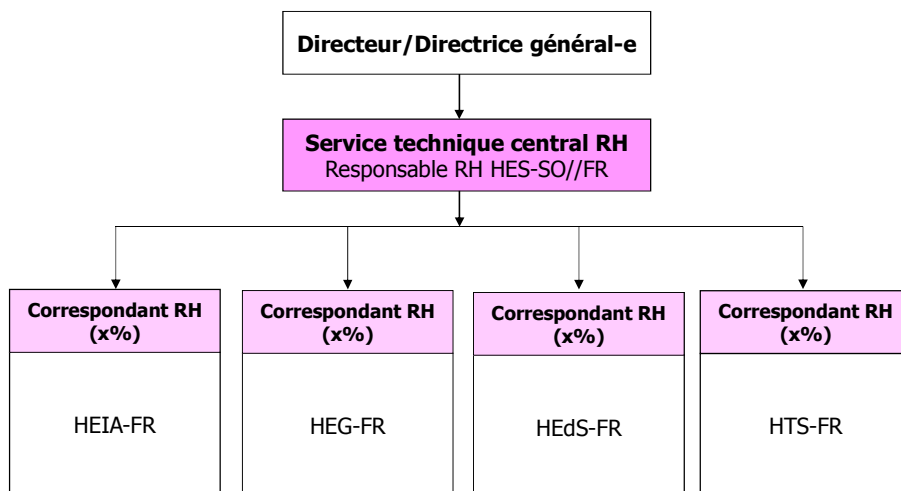 Directeur/Directrice général-e
Service technique central RH
Responsable RH HES-SO//FR
Correspondant RH
(x%)
HEIA-FR
Correspondant RH
(x%)
HEG-FR
Correspondant RH
(x%)
HEdS-FR
Correspondant RH
(x%)
HTS-FR